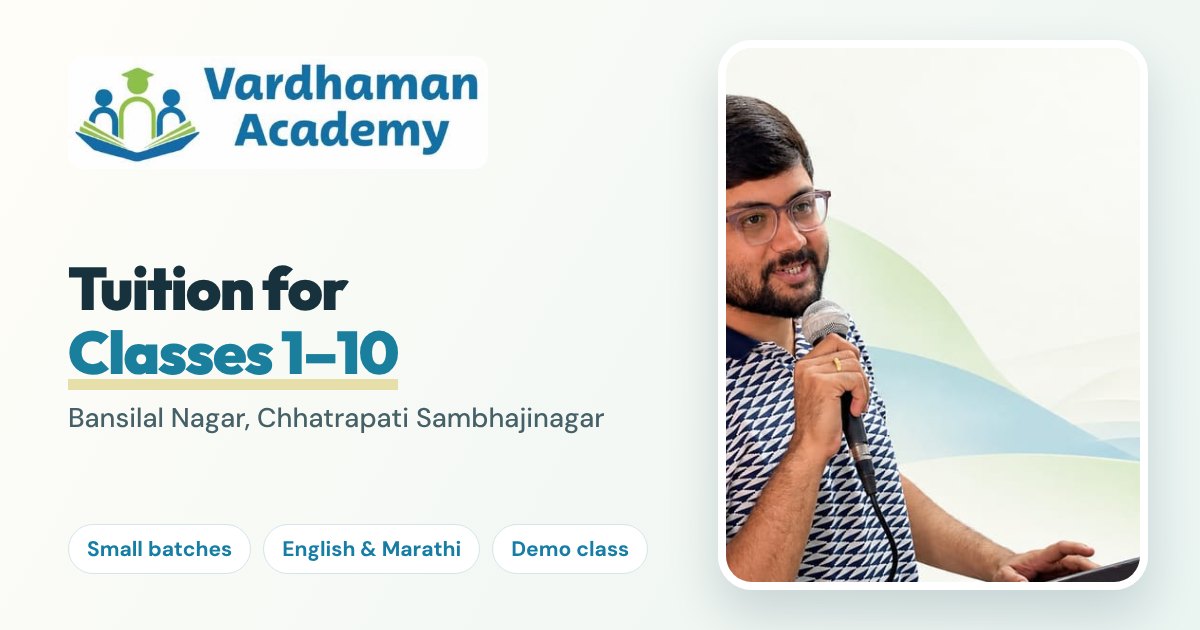 Vardhaman
Academy
Tuition for
Classes 1–10
Bansilal Nagar, Chhatrapati Sambhajinagar
Small batches
English & Marathi
Demo class